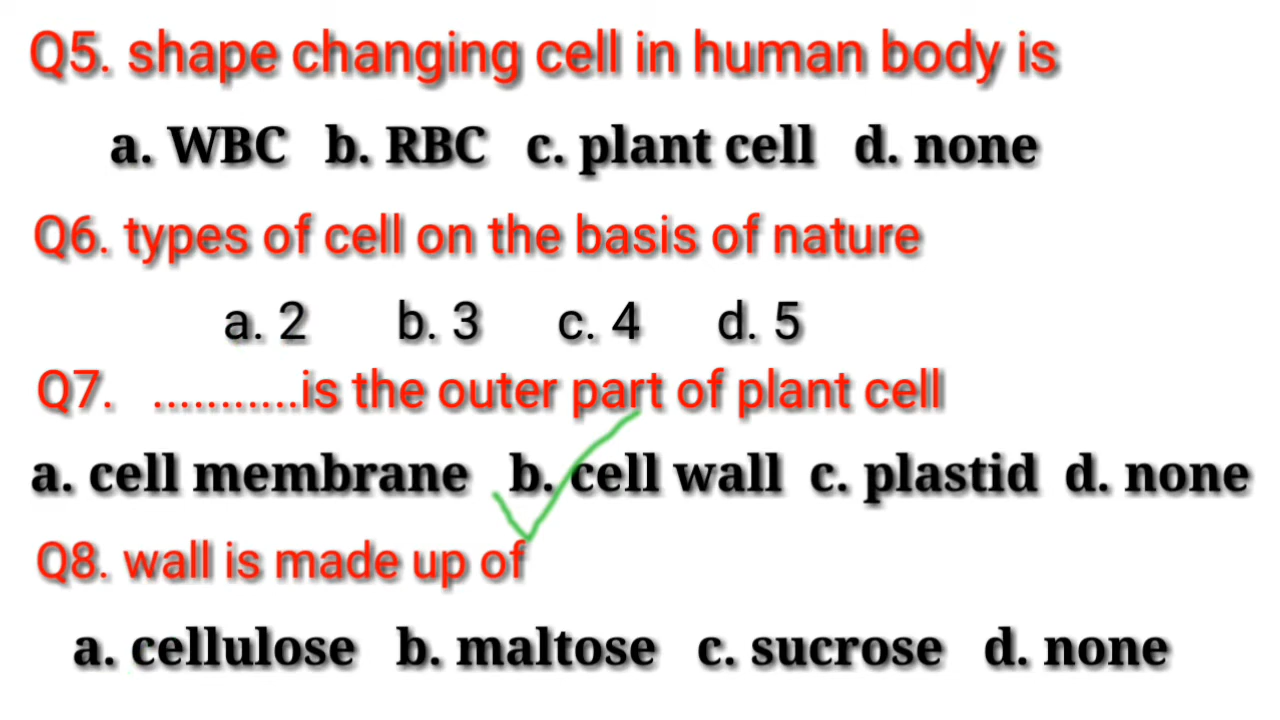 Q5. shape changing cell in human body is
a. WBC b. RBC c. plant cell d. none
Q6. types of cell on the basis of nature
a. 2 b. 3 c. 4 d. 5
Q7. ...........is the outer part of plant cell
a. cell membrane b. cell wall c. plastid d. none
Q8. wall is made up of
a. cellulose b. maltose c. sucrose d. none